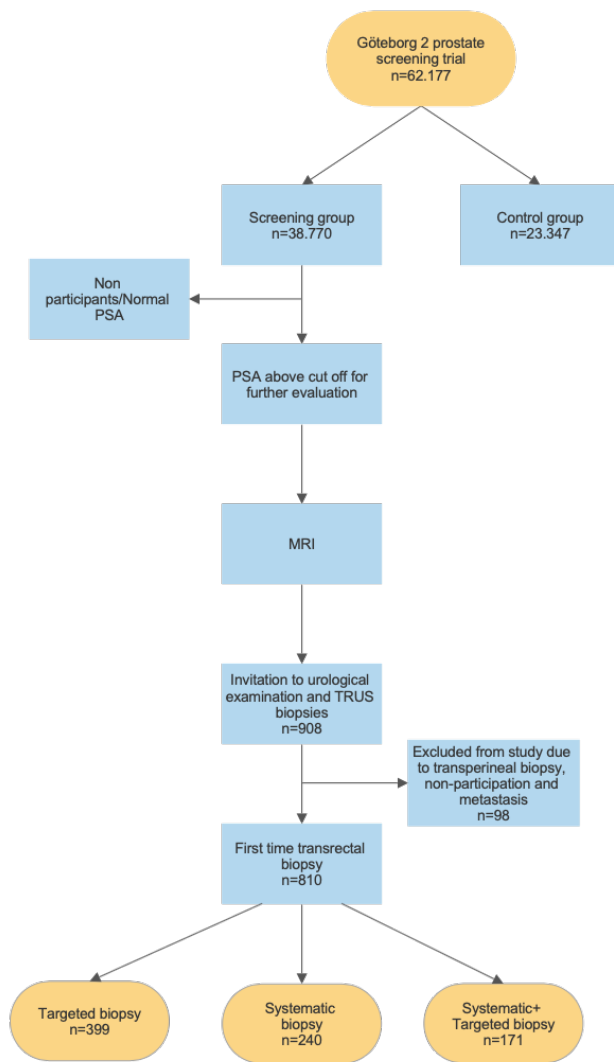 Göteborg 2 prostate
screening trial
n=62.177
Screening group
n=38.770
Control group
n=23.347
Non
participants/Normal
PSA
PSA above cut off for
further evaluation
MRI
Invitation to urological
examination and TRUS
biopsies
n=908
Excluded from study due
to transperineal biopsy,
non-participation and
metastasis
n=98
First time transrectal
biopsy
n=810
Targeted biopsy
n=399
Systematic
biopsy
n=240
Systematic+
Targeted biopsy
n=171